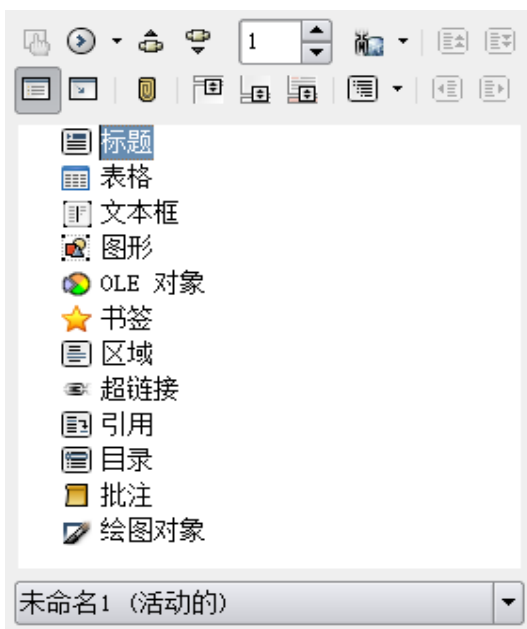 1
标题
表格
文本框
图形
OLE 对象
书签
区域
超链接
引用
目录
批注
绘图对象
未命名1 (活动的)